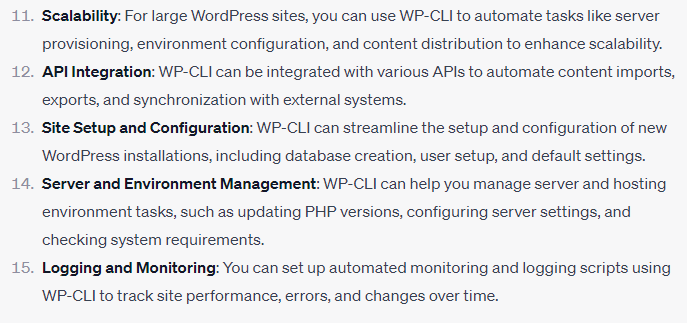 11. Scalability: For large WordPress sites, you can use WP-CLI to automate tasks like server
provisioning, environment configuration, and content distribution to enhance scalability.
12. API Integration: WP-CLI can be integrated with various APIs to automate content imports,
exports, and synchronization with external systems.
13. Site Setup and Configuration: WP-CLI can streamline the setup and configuration of new
WordPress installations, including database creation, user setup, and default settings.
14. Server and Environment Management: WP-CLI can help you manage server and hosting
environment tasks, such as updating PHP versions, configuring server settings, and
checking system requirements.
15. Logging and Monitoring: You can set up automated monitoring and logging scripts using
WP-CLI to track site performance, errors, and changes over time.